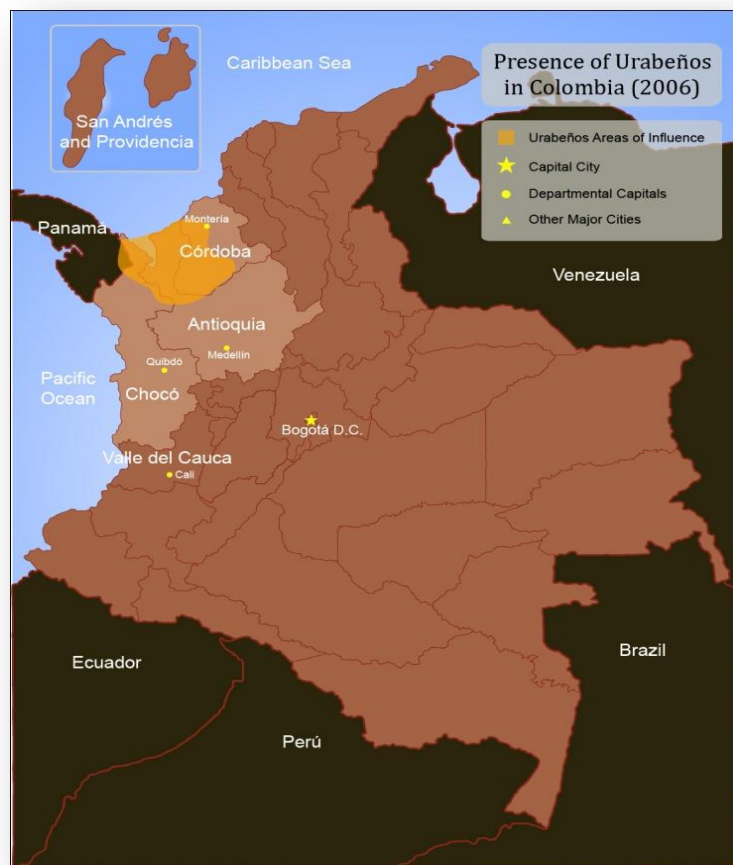 Presence of Urabeños
in Colombia (2006)
Urabeños Areas of Influence
Capital City
Departmental Capitals
Other Major Cities
Caribbean Sea
San Andrés
and Providencia
Panamá
Montería
Córdoba
Venezuela
Antioquia
Medellín
Quibdó
Pacific
Ocean
Chocó
Bogotá D.C.
Valle del Cauca
Cali
Ecuador
Brazil
Perú